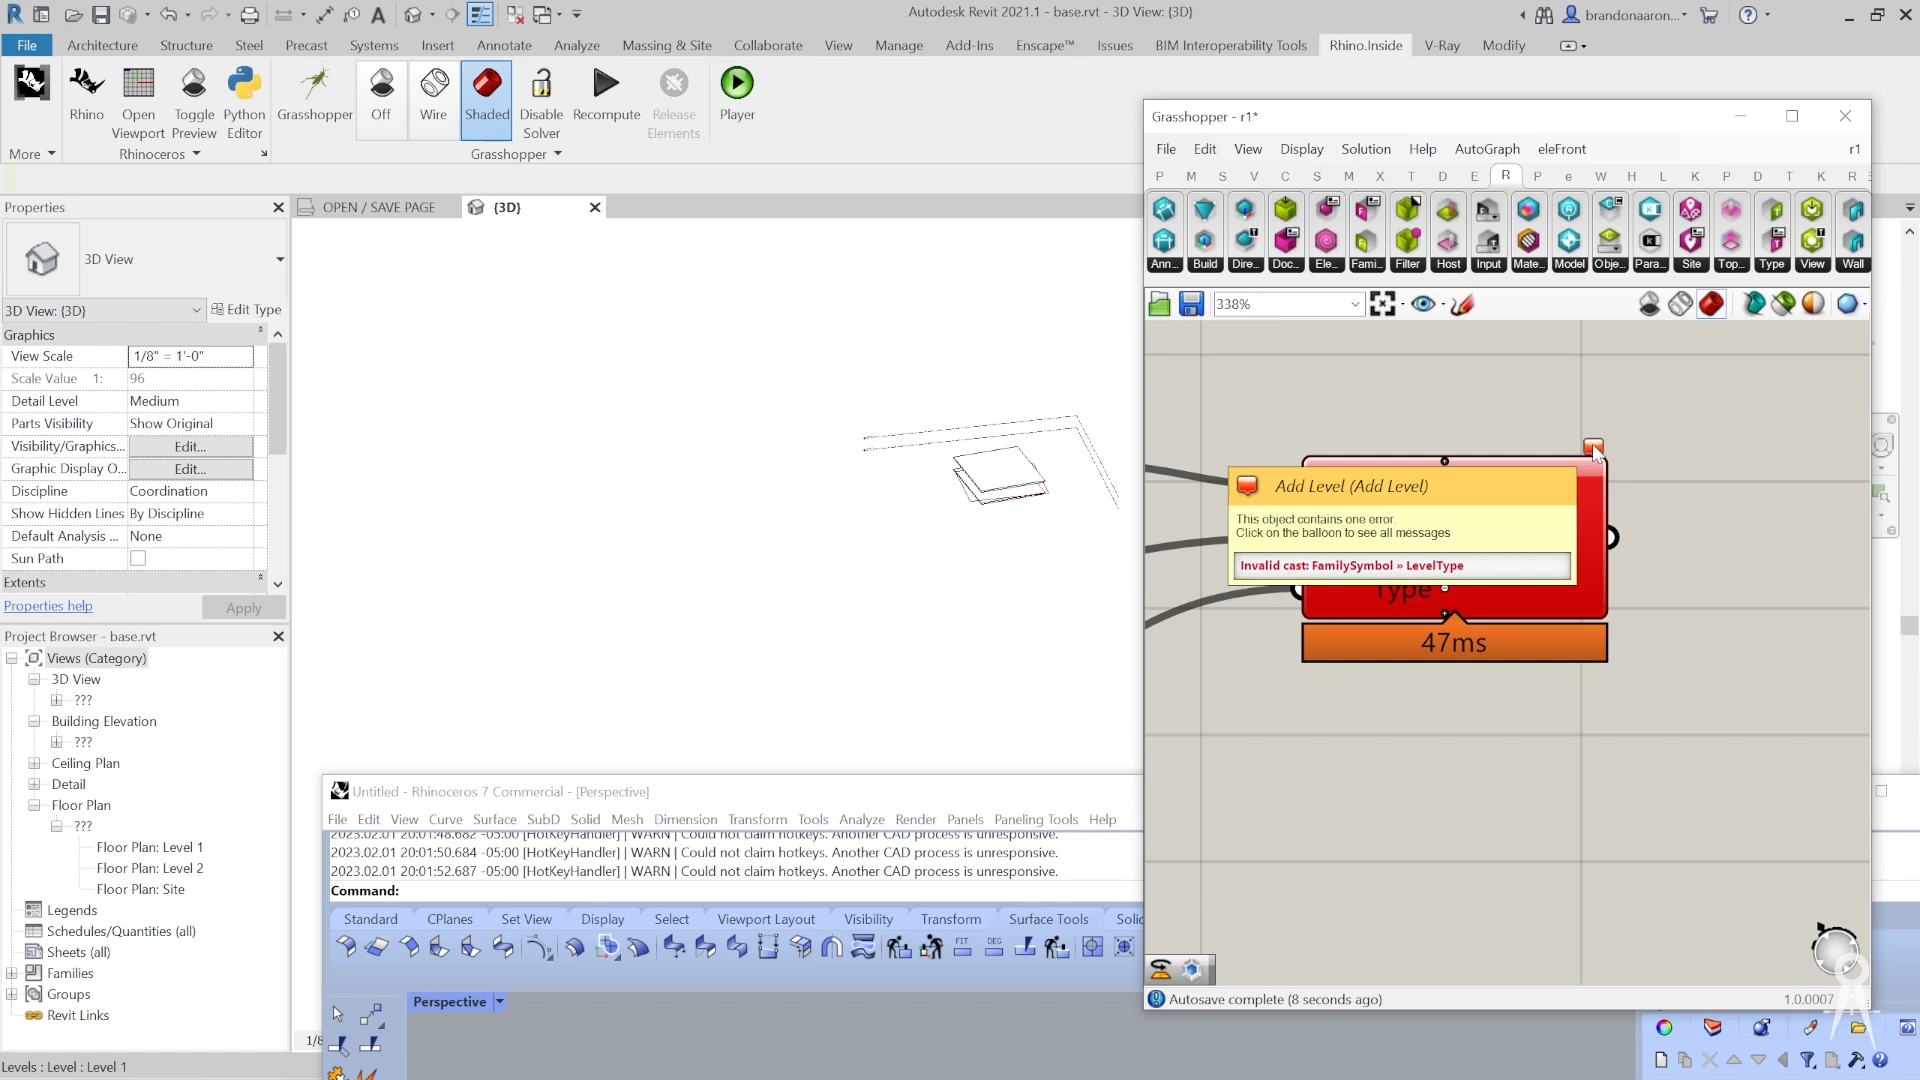 Autodesk Revit 2021.1 - base.rvt - 3D View: {3D}
brandonaaron...
File Architecture Structure Steel Precast Systems Insert Annotate Analyze Massing & Site Collaborate View Manage Add-Ins Enscape™ Issues BIM Interoperability Tools Rhino.Inside V-Ray Modify
Rhino
Open Viewport
Toggle Preview
Python Editor
Grasshopper
Off
Wire
Shaded
Disable Solver
Recompute
Release Elements
Player
More
Rhinoceros
Grasshopper
Properties
OPEN / SAVE PAGE
{3D}
3D View
3D View: {3D}
Edit Type
Graphics
View Scale 1/8" = 1'-0"
Scale Value 1: 96
Detail Level Medium
Parts Visibility Show Original
Visibility/Graphics... Edit...
Graphic Display O... Edit...
Discipline Coordination
Show Hidden Lines By Discipline
Default Analysis ... None
Sun Path
Extents
Properties help
Apply
Project Browser - base.rvt
Views (Category)
3D View
???
Building Elevation
???
Ceiling Plan
Detail
Floor Plan
???
Floor Plan: Level 1
Floor Plan: Level 2
Floor Plan: Site
Legends
Schedules/Quantities (all)
Sheets (all)
Families
Groups
Revit Links
Levels : Level : Level 1
1/8
Grasshopper - r1*
File Edit View Display Solution Help AutoGraph eleFront
r1
P M S V C S M X T D E R P e W H L K P D T K R
Ann... Build Dire... Doc... Ele... Fami... Filter Host Input Mate... Model Obje... Para... Site Top... Type View Wall
338%
Add Level (Add Level)
This object contains one error.
Click on the balloon to see all messages
Invalid cast: FamilySymbol » LevelType
Type
47ms
Autosave complete (8 seconds ago)
1.0.0007
Untitled - Rhinoceros 7 Commercial - [Perspective]
File Edit View Curve Surface SubD Solid Mesh Dimension Transform Tools Analyze Render Panels Paneling Tools Help
2023.02.01 20:01:48.682 -05:00 [HotKeyHandler] | WARN | Could not claim hotkeys. Another CAD process is unresponsive.
2023.02.01 20:01:50.684 -05:00 [HotKeyHandler] | WARN | Could not claim hotkeys. Another CAD process is unresponsive.
2023.02.01 20:01:52.687 -05:00 [HotKeyHandler] | WARN | Could not claim hotkeys. Another CAD process is unresponsive.
Command:
Standard CPlanes Set View Display Select Viewport Layout Visibility Transform Surface Tools Solid
FIT
DEG
Perspective